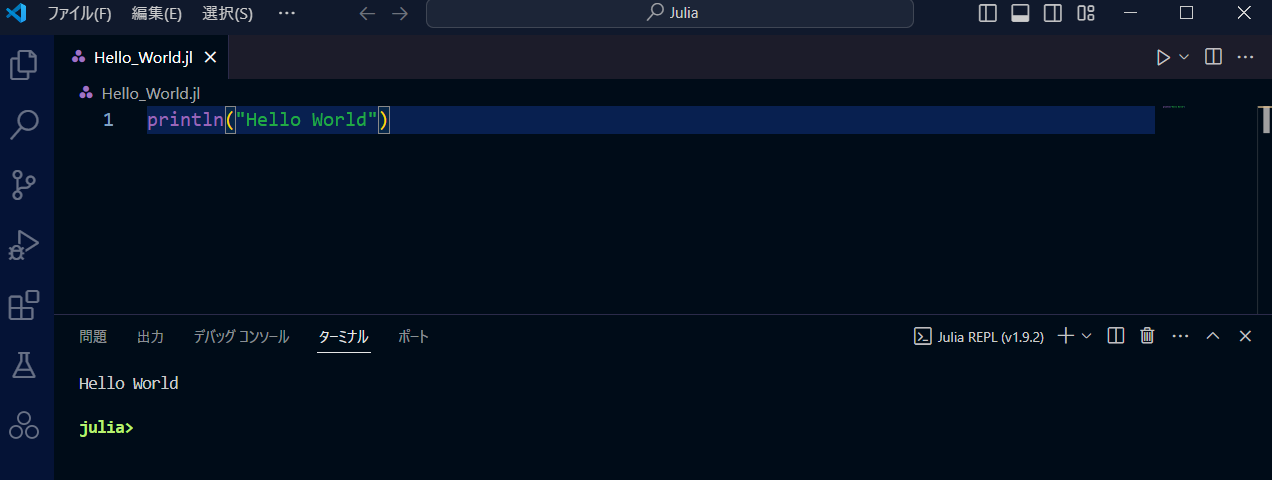 ファイル(F) 編集(E) 選択(S) ··· Julia
Hello_World.jl
Hello_World.jl
1 println("Hello World")
問題 出力 デバッグ コンソール ターミナル ポート Julia REPL (v1.9.2)
Hello World
julia>